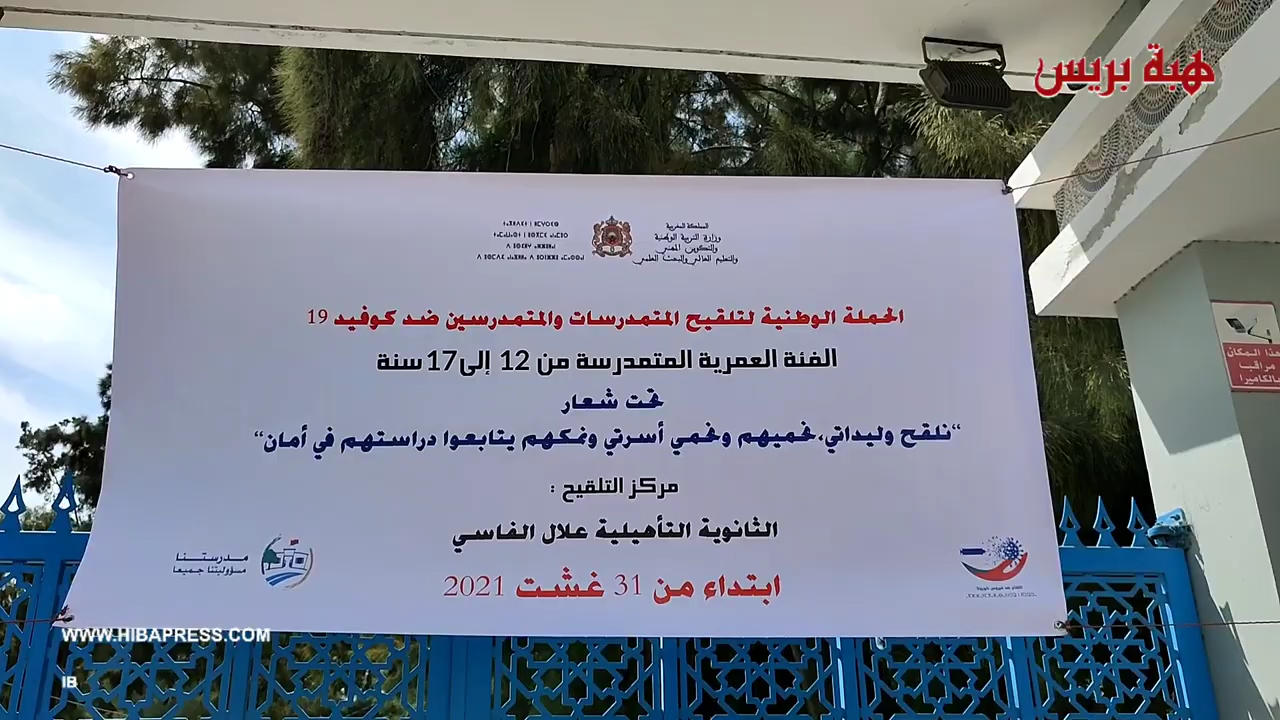 هبة بريس
المملكة المغربية
وزارة التربية الوطنية
والتكوين المهني
والتعليم العالي والبحث العلمي
الحملة الوطنية لتلقيح المتمدرسات والمتمدرسين ضد كوفيد 19
الفئة العمرية المتمدرسة من 12 إلى 17 سنة
تحت شعار
“نلقح وليداتي، نحميهم ونحمي أسرتي ونمكنهم يتابعوا دراستهم في أمان“
مركز التلقيح :
الثانوية التأهيلية علال الفاسي
ابتداء من 31 غشت 2021
مدرستنا
مسؤوليتنا جميعا
هذا المكان
مراقب
بالكاميرا
WWW.HIBAPRESS.COM
IB